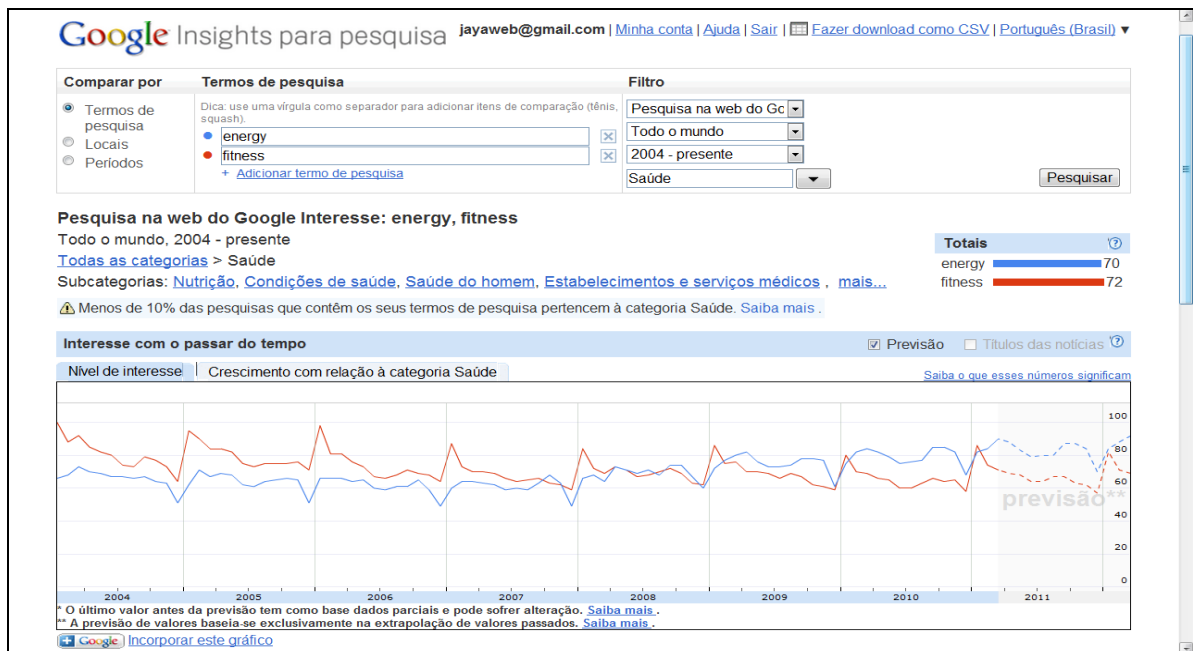 Google Insights para pesquisa
jayaweb@gmail.com | Minha conta | Ajuda | Sair | Fazer download como CSV | Português (Brasil) ▼
Comparar por Termos de pesquisa Filtro
Termos de pesquisa
Locais
Períodos
Dica: use uma vírgula como separador para adicionar itens de comparação (tênis, squash).
energy
fitness
+ Adicionar termo de pesquisa
Pesquisa na web do Go
Todo o mundo
2004 - presente
Saúde
Pesquisar
Pesquisa na web do Google Interesse: energy, fitness
Todo o mundo, 2004 - presente
Todas as categorias > Saúde
Subcategorias: Nutrição, Condições de saúde, Saúde do homem, Estabelecimentos e serviços médicos , mais...
Totais ?
energy 70
fitness 72
Menos de 10% das pesquisas que contêm os seus termos de pesquisa pertencem à categoria Saúde. Saiba mais .
Interesse com o passar do tempo Previsão Títulos das notícias ?
Nível de interesse Crescimento com relação à categoria Saúde Saiba o que esses números significam
100
80
60
previsão**
40
20
0
2004 2005 2006 2007 2008 2009 2010 2011
* O último valor antes da previsão tem como base dados parciais e pode sofrer alteração. Saiba mais .
** A previsão de valores baseia-se exclusivamente na extrapolação de valores passados. Saiba mais .
Google Incorporar este gráfico